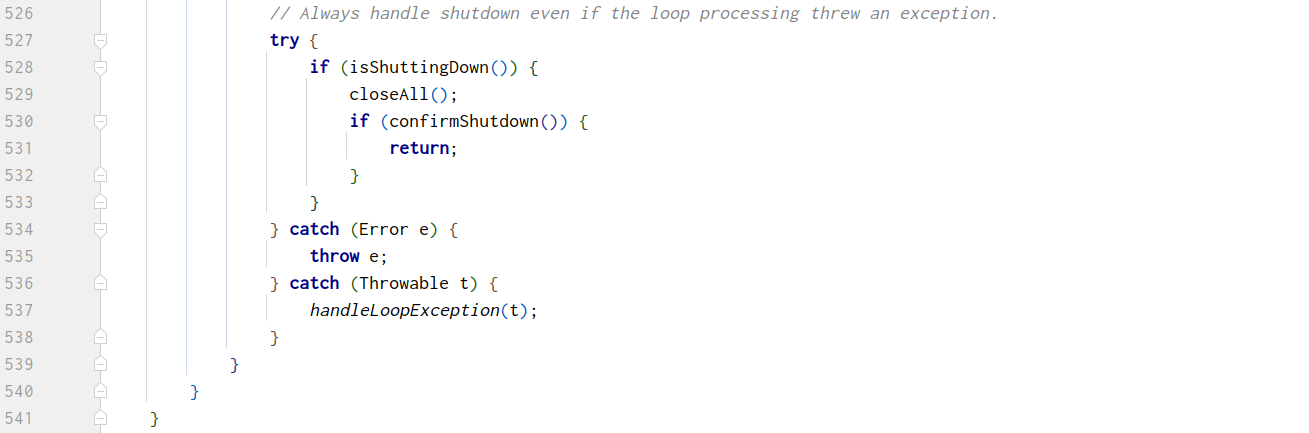 526 // Always handle shutdown even if the loop processing threw an exception.
527 try {
528 if (isShuttingDown()) {
529 closeAll();
530 if (confirmShutdown()) {
531 return;
532 }
533 }
534 } catch (Error e) {
535 throw e;
536 } catch (Throwable t) {
537 handleLoopException(t);
538 }
539 }
540 }
541 }